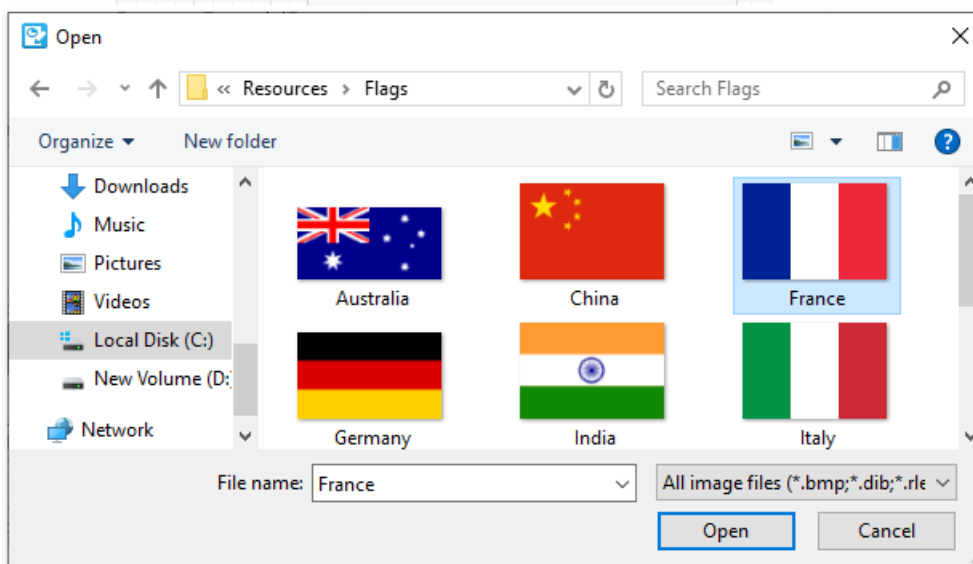 Open
« Resources > Flags
Search Flags
Organize
New folder
Downloads
Music
Pictures
Videos
Local Disk (C:)
New Volume (D:
Network
Australia
China
France
Germany
India
Italy
File name: France
All image files (*.bmp;*.dib;*.rle
Open
Cancel